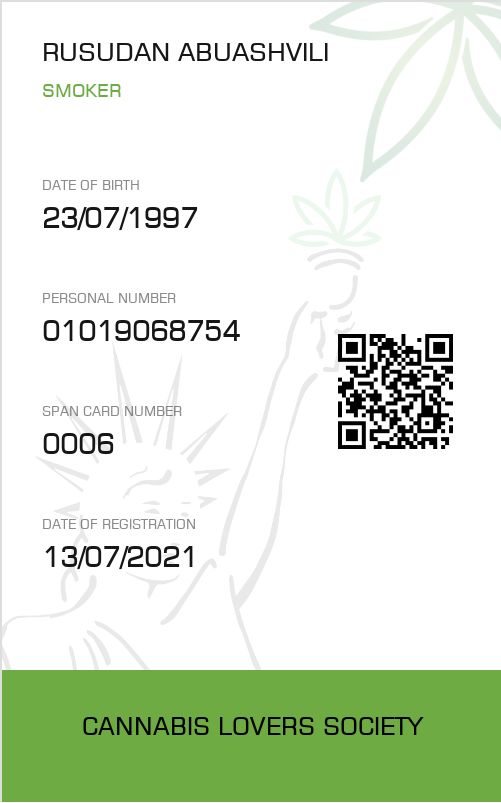 RUSUDAN ABUASHVILI
SMOKER
DATE OF BIRTH
23/07/1997
PERSONAL NUMBER
01019068754
SPAN CARD NUMBER
0006
DATE OF REGISTRATION
13/07/2021
CANNABIS LOVERS SOCIETY